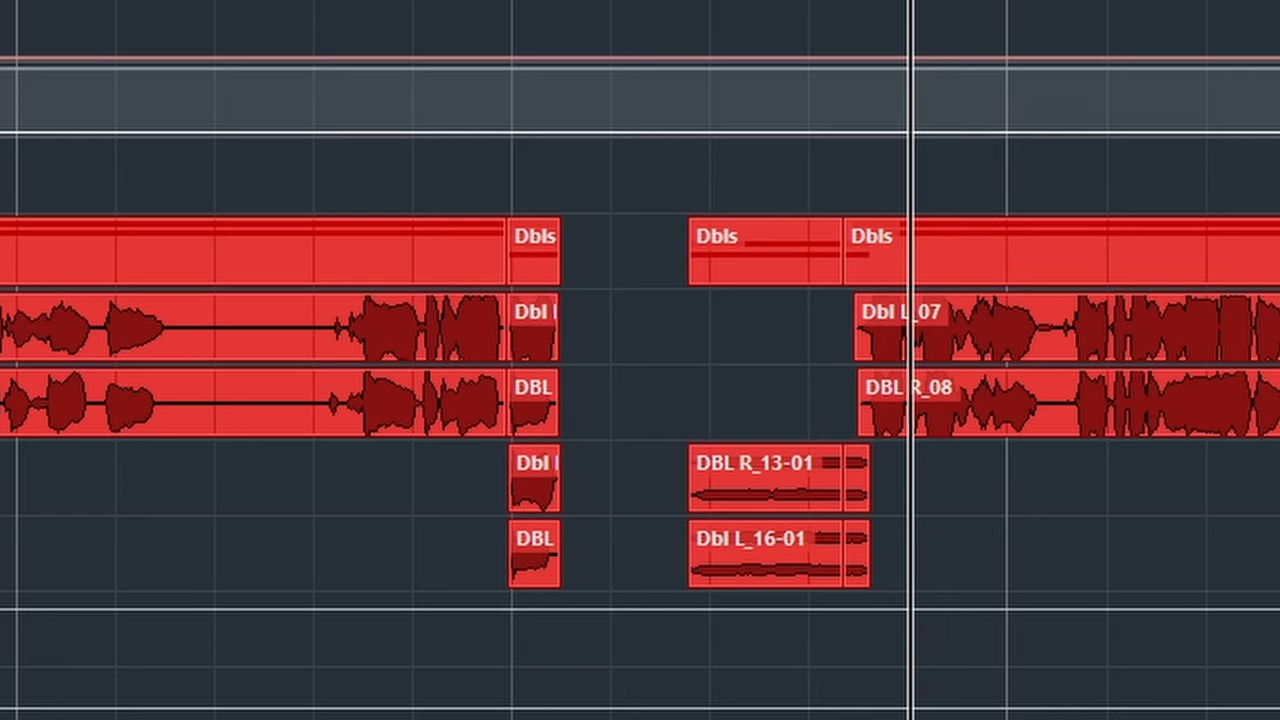 Dbls
Dbls
Dbls
Dbl
Dbl L_07
DBL
DBL R_08
Dbl
DBL R_13-01
DBL
Dbl L_16-01